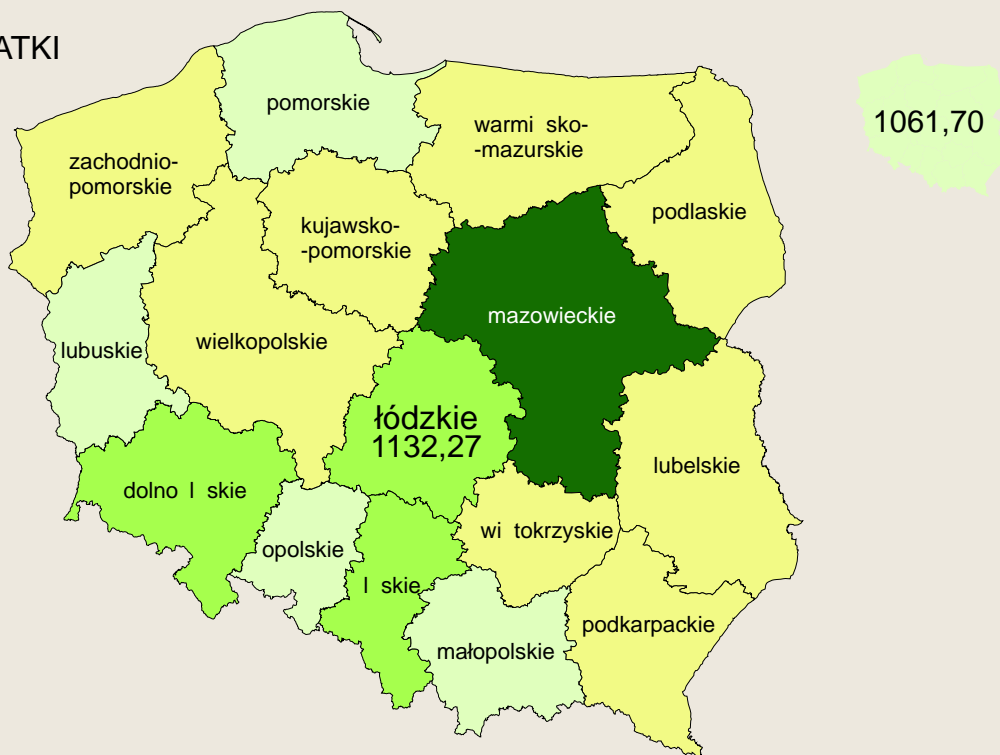 ATKI
pomorskie
1061,70
warmi sko-
-mazurskie
zachodnio-
pomorskie
podlaskie
kujawsko-
-pomorskie
mazowieckie
lubuskie
wielkopolskie
łódzkie
1132,27
lubelskie
dolno l skie
wi tokrzyskie
opolskie
l skie
podkarpackie
małopolskie